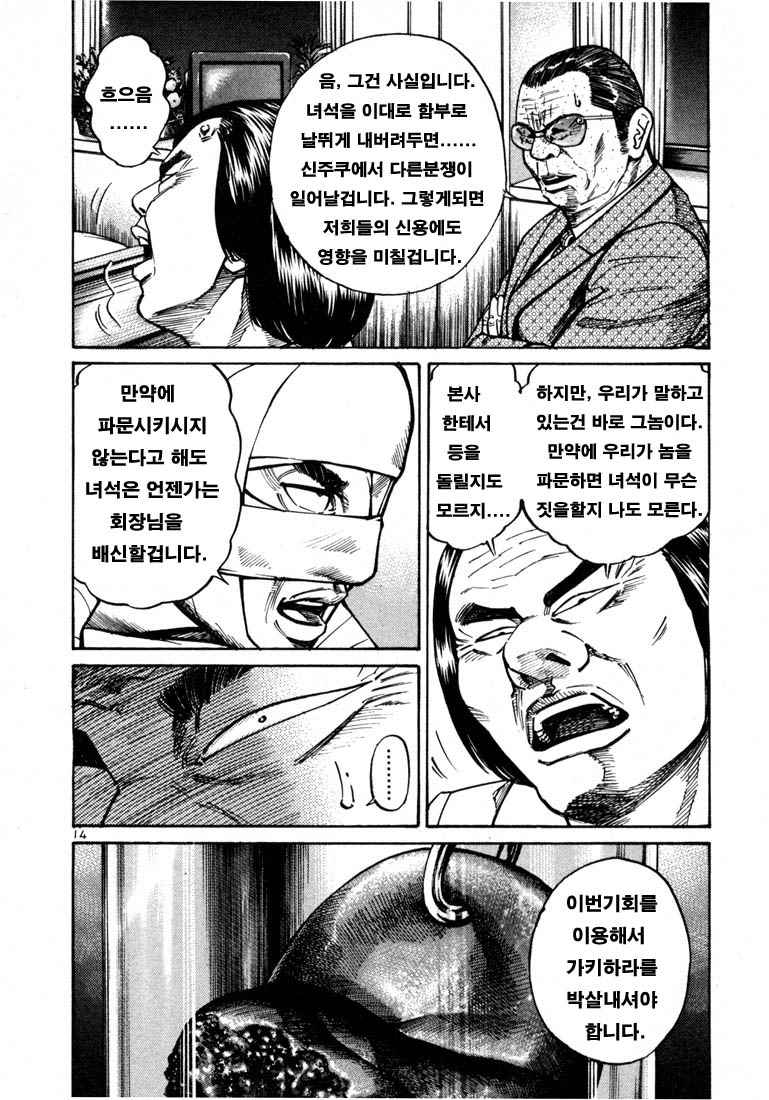 흐으음
......
음, 그건 사실입니다.
녀석을 이대로 함부로
날뛰게 내버려두면......
신주쿠에서 다른분쟁이
일어날겁니다. 그렇게되면
저희들의 신용에도
영향을 미칠겁니다.
만약에
파문시키시지
않는다고 해도
녀석은 언젠가는
회장님을
배신할겁니다.
하지만, 우리가 말하고
있는건 바로 그놈이다.
만약에 우리가 놈을
파문하면 녀석이 무슨
짓을할지 나도 모른다.
본사
한테서
등을
돌릴지도
모르지....
........
14
이번기회를
이용해서
가키하라를
박살내셔야
합니다.